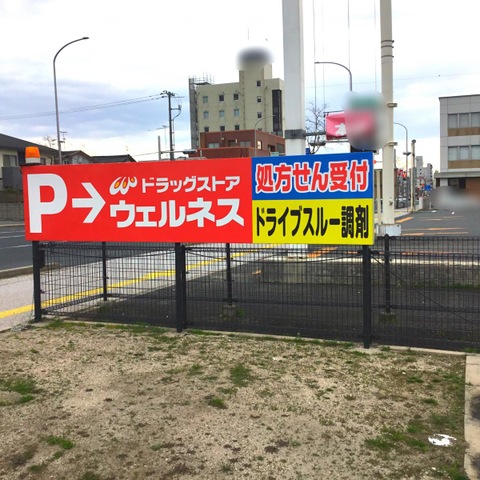 P→
ドラッグストア
ウェルネス
処方せん受付
ドライブスルー調剤